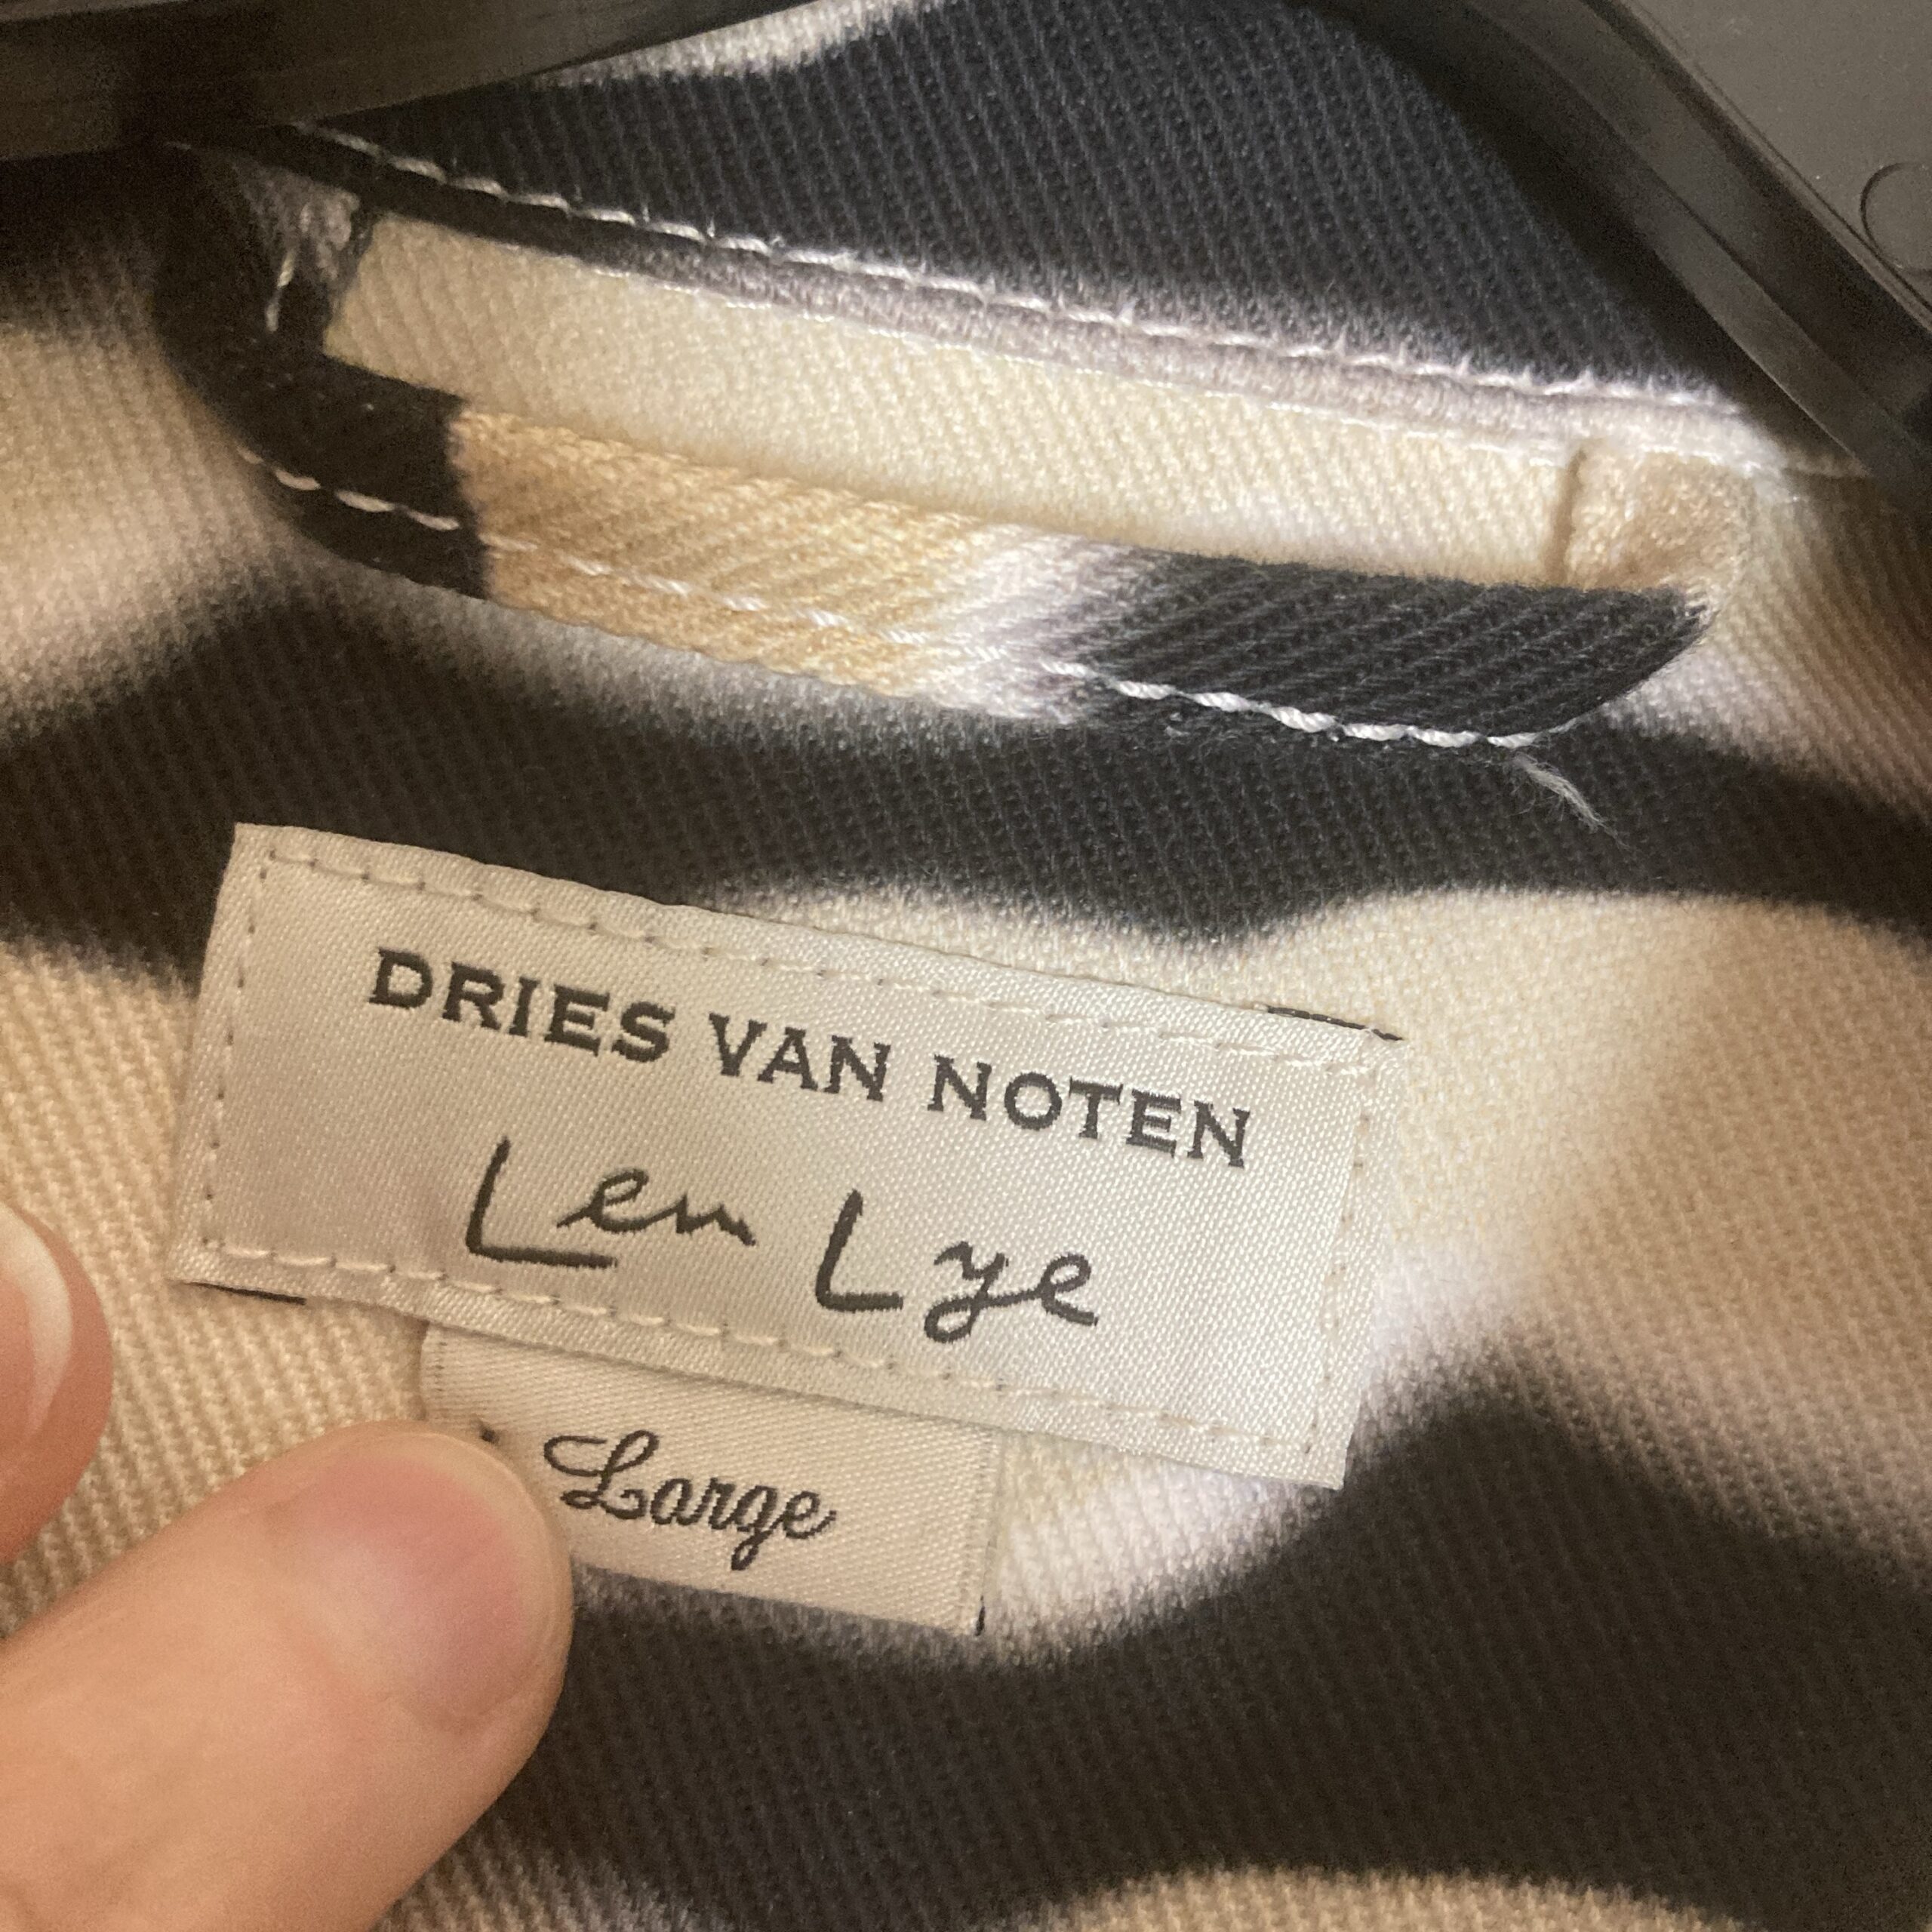 DRIES VAN NOTEN
Len Lye
Large